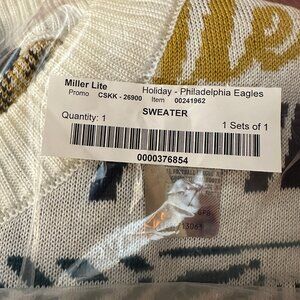 Miller Lite Holiday - Philadelphia Eagles
Promo CSKK - 26900 Item 00241962
SWEATER
Quantity: 1 1 Sets of 1
0000376854